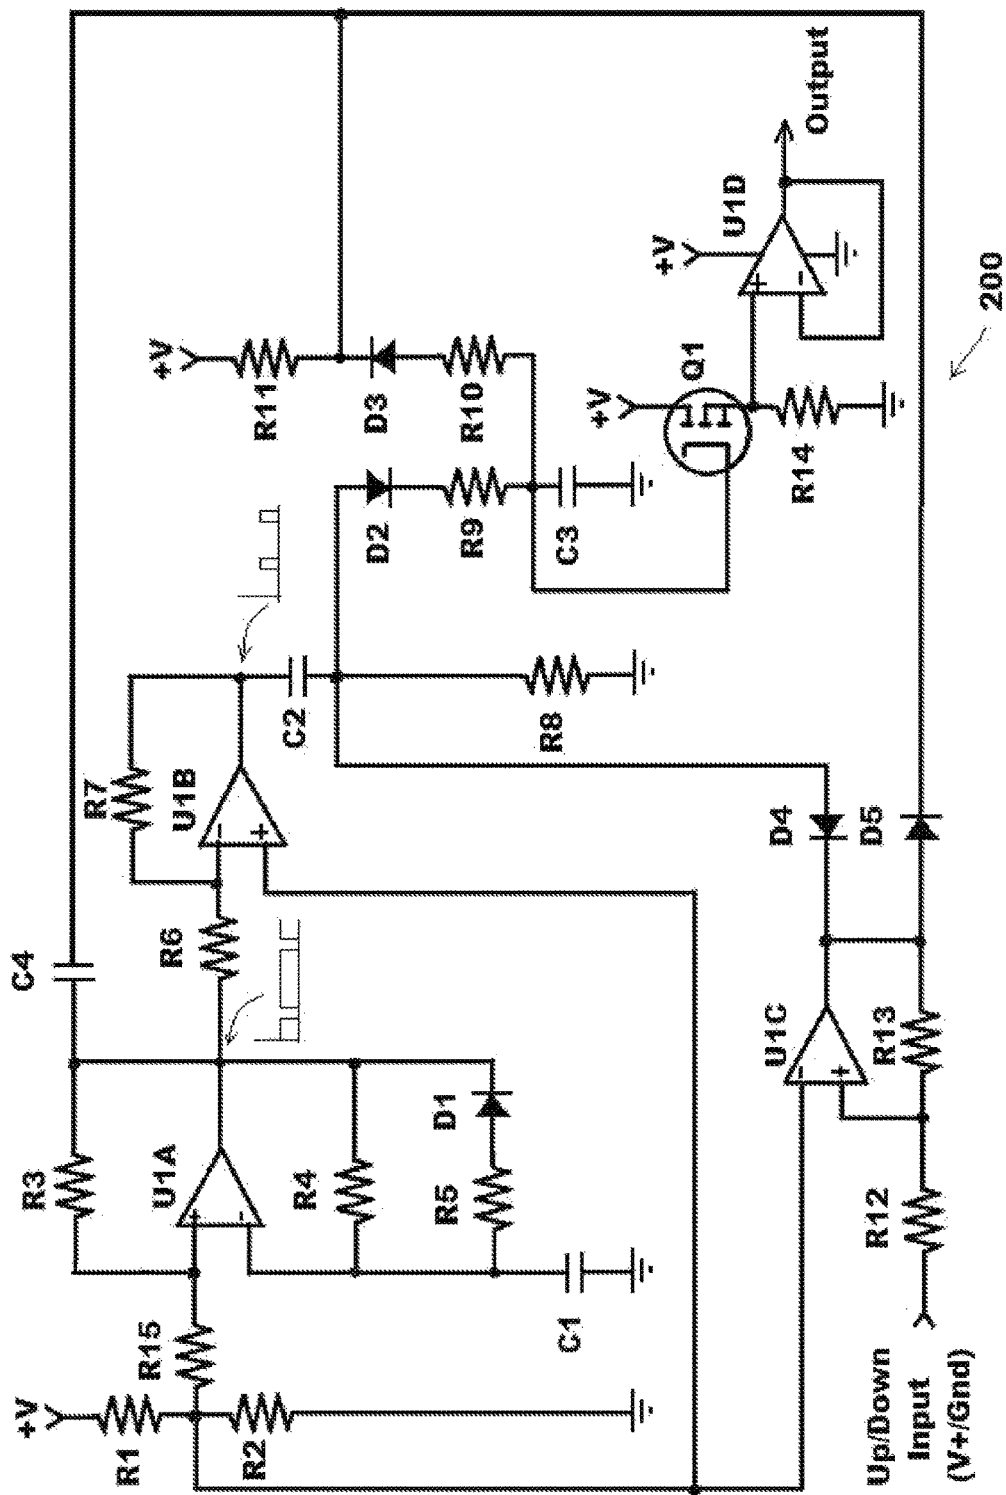 +V
R1
R2
R15
R3
U1A
R4
R5
D1
C1
C4
R6
R7
U1B
C2
R8
+V
R11
D3
R10
D2
R9
C3
+V
Q1
R14
+V
U1D
Output
U1C
R13
R12
D4
D5
Up/Down
Input
(V+/Gnd)
200
+
-
-
+
-
+
+
-